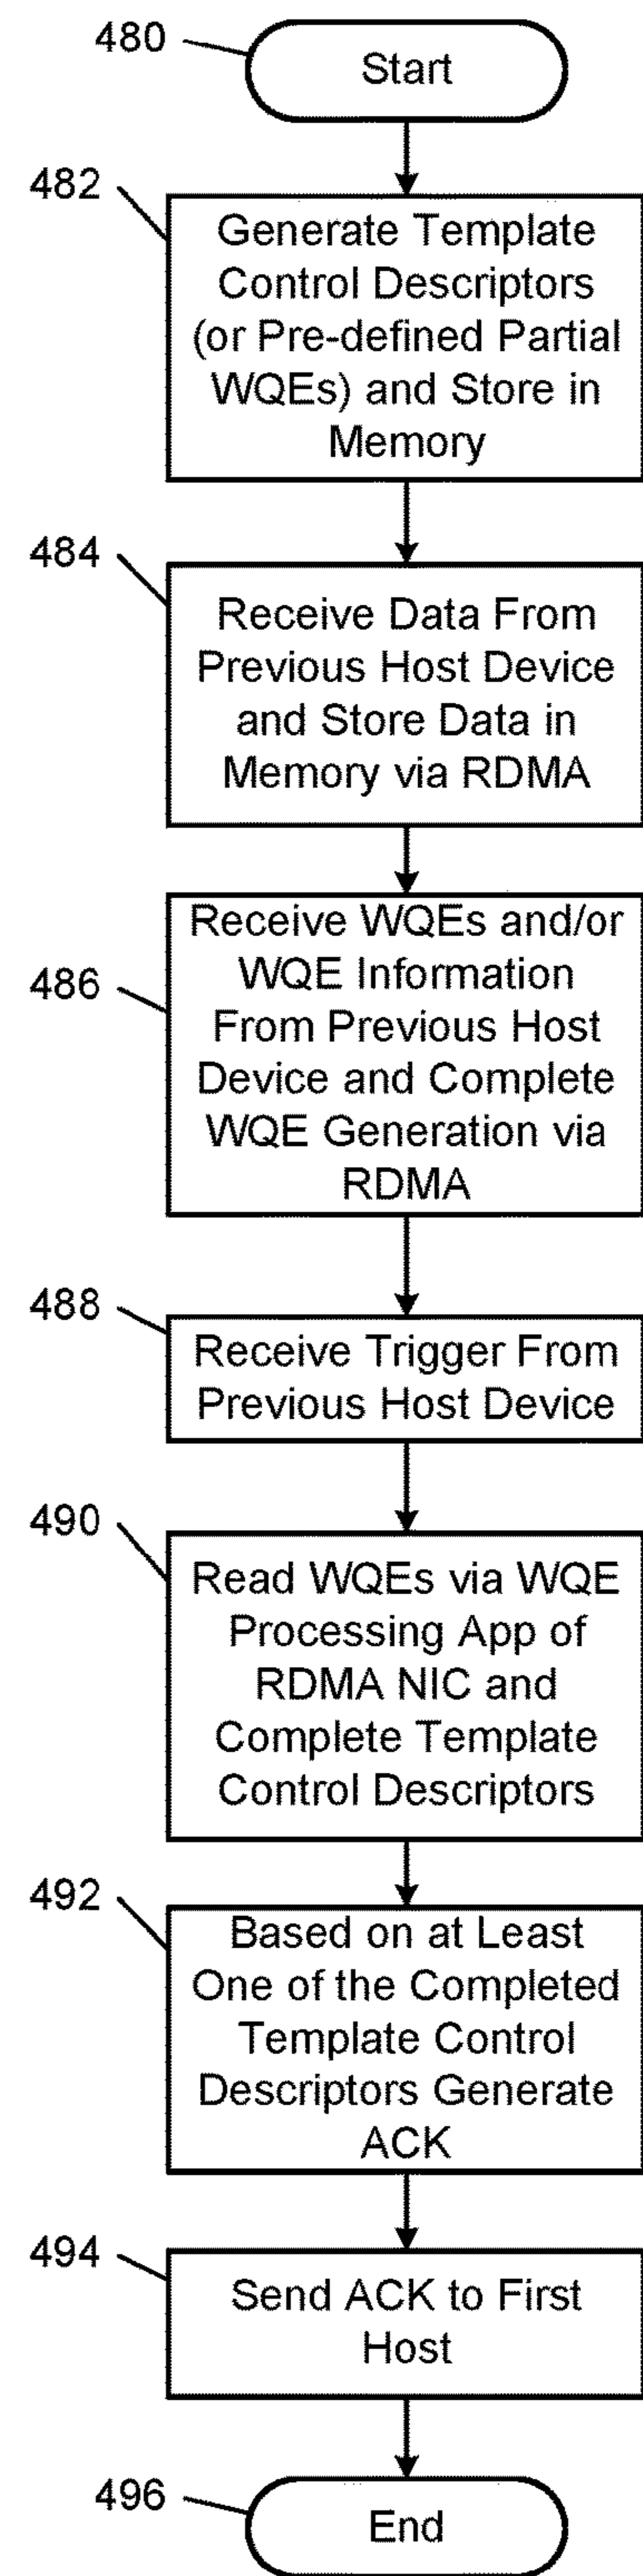 480
Start
482
Generate Template
Control Descriptors
(or Pre-defined Partial
WQEs) and Store in
Memory
484
Receive Data From
Previous Host Device
and Store Data in
Memory via RDMA
486
Receive WQEs and/or
WQE Information
From Previous Host
Device and Complete
WQE Generation via
RDMA
488
Receive Trigger From
Previous Host Device
490
Read WQEs via WQE
Processing App of
RDMA NIC and
Complete Template
Control Descriptors
492
Based on at Least
One of the Completed
Template Control
Descriptors Generate
ACK
494
Send ACK to First
Host
496
End